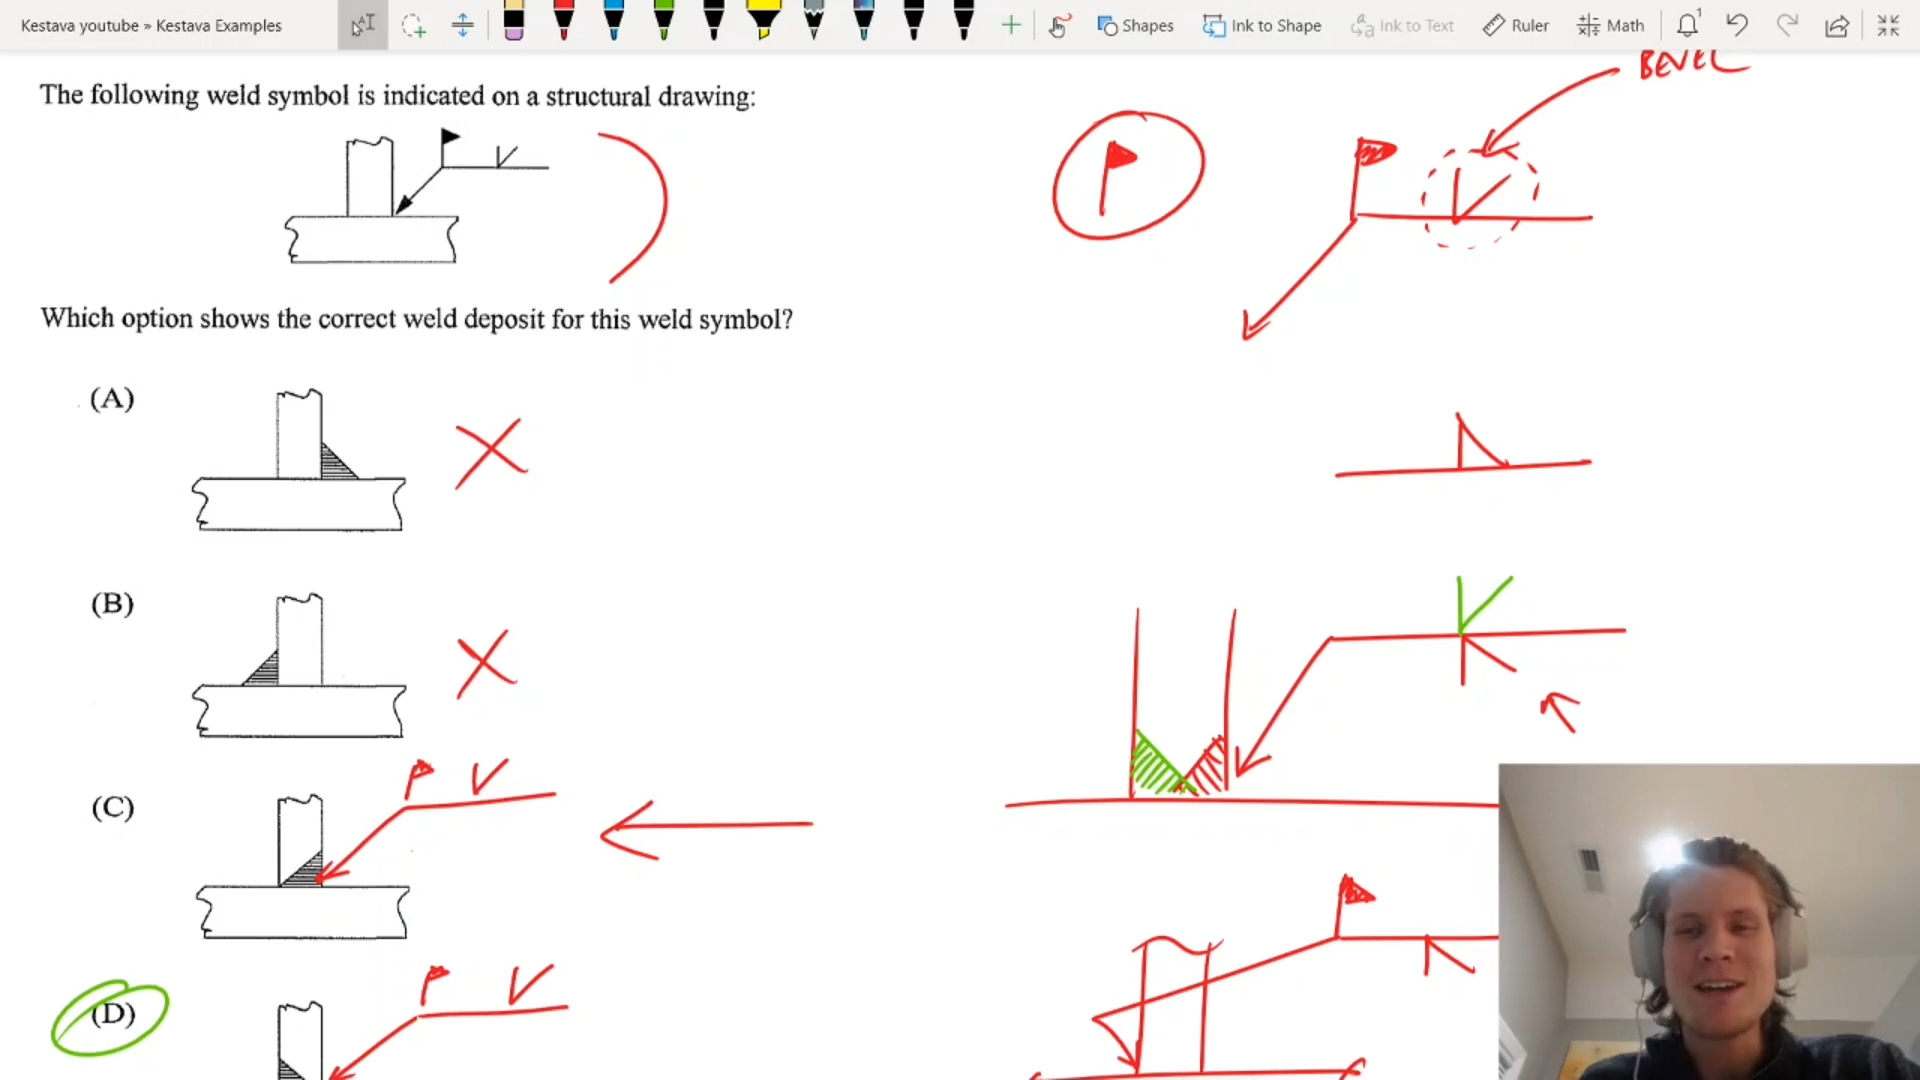 Kestava youtube » Kestava Examples
Shapes
Ink to Shape
Ink to Text
Ruler
Math
1
BEVEL
The following weld symbol is indicated on a structural drawing:
Which option shows the correct weld deposit for this weld symbol?
(A)
(B)
(C)
(D)